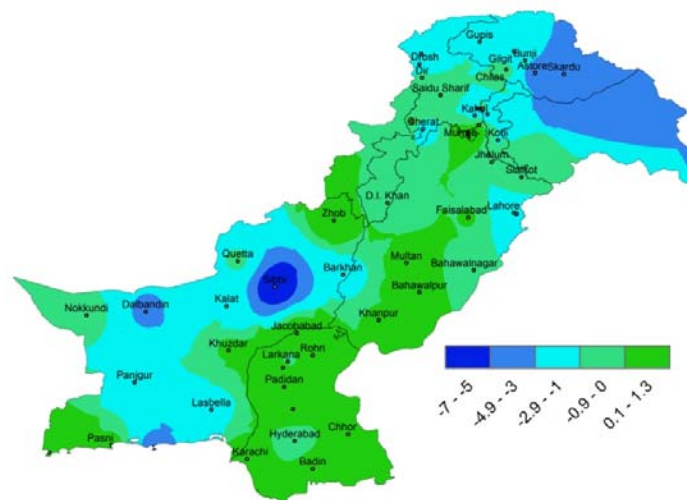 Gupis
Drosh
Bunji
Gilgit
Dir
Astore
Skardu
Chilas
Saidu Sharif
Kakul
Cherat
Murree
Kotli
Jhelum
Sialkot
D.I. Khan
Zhob
Faisalabad
Lahore
Quetta
Multan
Barkhan
Bahawalnagar
Sibbi
Bahawalpur
Nokkundi
Dalbandin
Kalat
Khanpur
Jacobabad
Khuzdar
Rohri
Larkana
Panjgur
Padidan
Lasbella
Chhor
Pasni
Hyderabad
Karachi
Badin
-7 - -5
-4.9 - -3
-2.9 - -1
-0.9 - 0
0.1 - 1.3